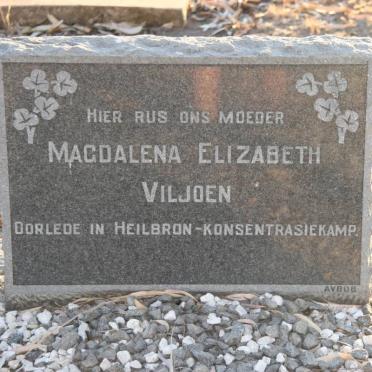 HIER RUS ONS MOEDER
MAGDALENA ELIZABETH
VILJOEN
OORLEDE IN HEILBRON-KONSENTRASIEKAMP.
AVBOB